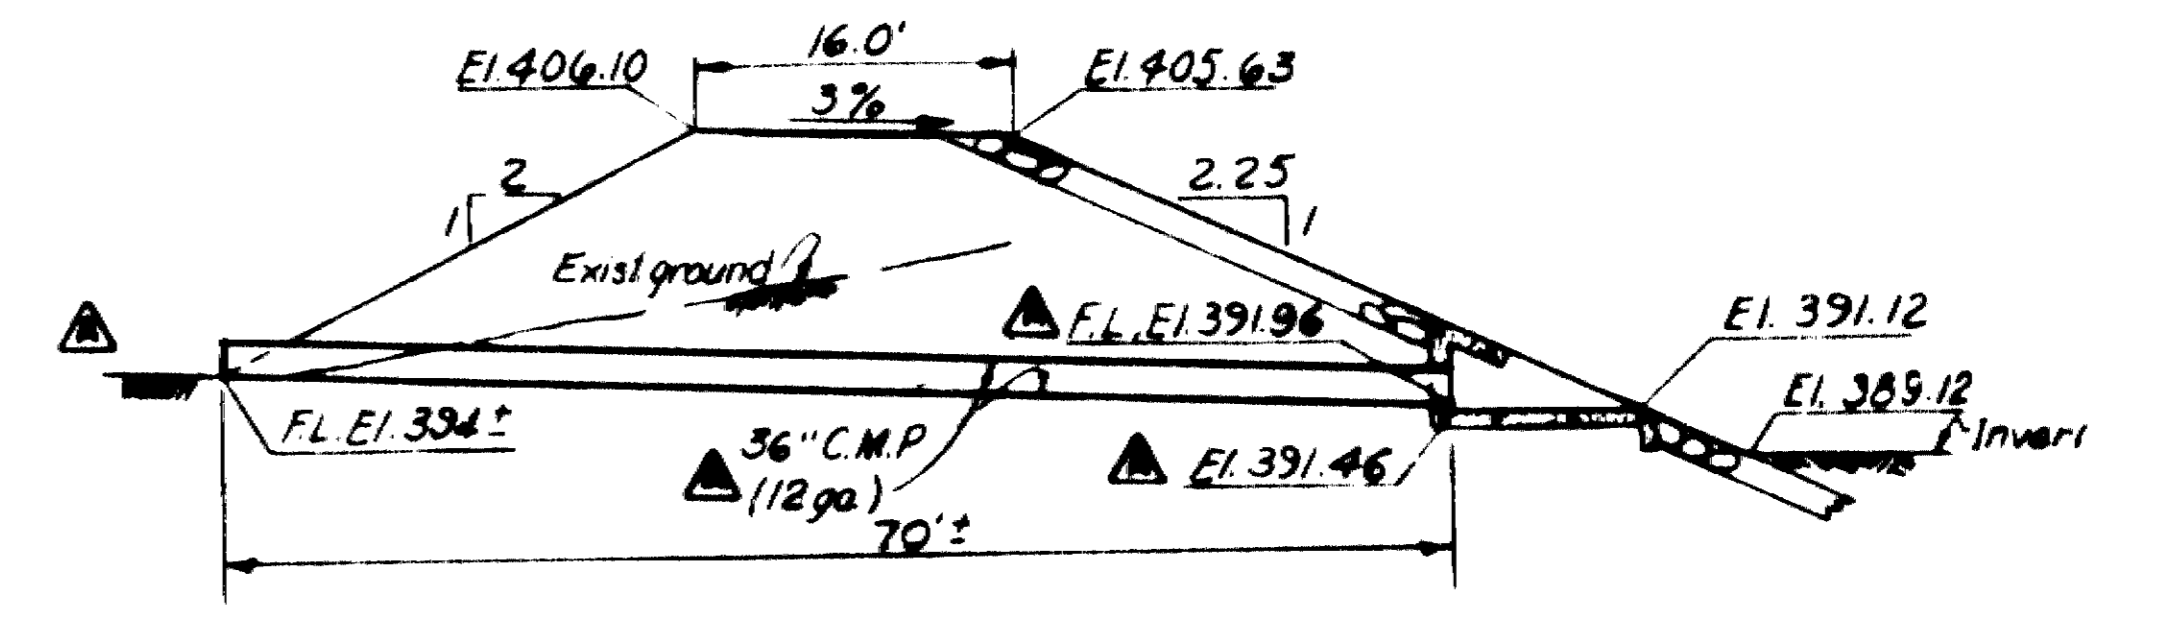 16.0'
El. 406.10
El. 405.63
3%
2
1
2.25
1
Exist ground
F.L. El. 391.96
El. 391.12
El. 389.12
Invert
F.L. El. 394±
36" C.M.P
(12 ga)
El. 391.46
70'±